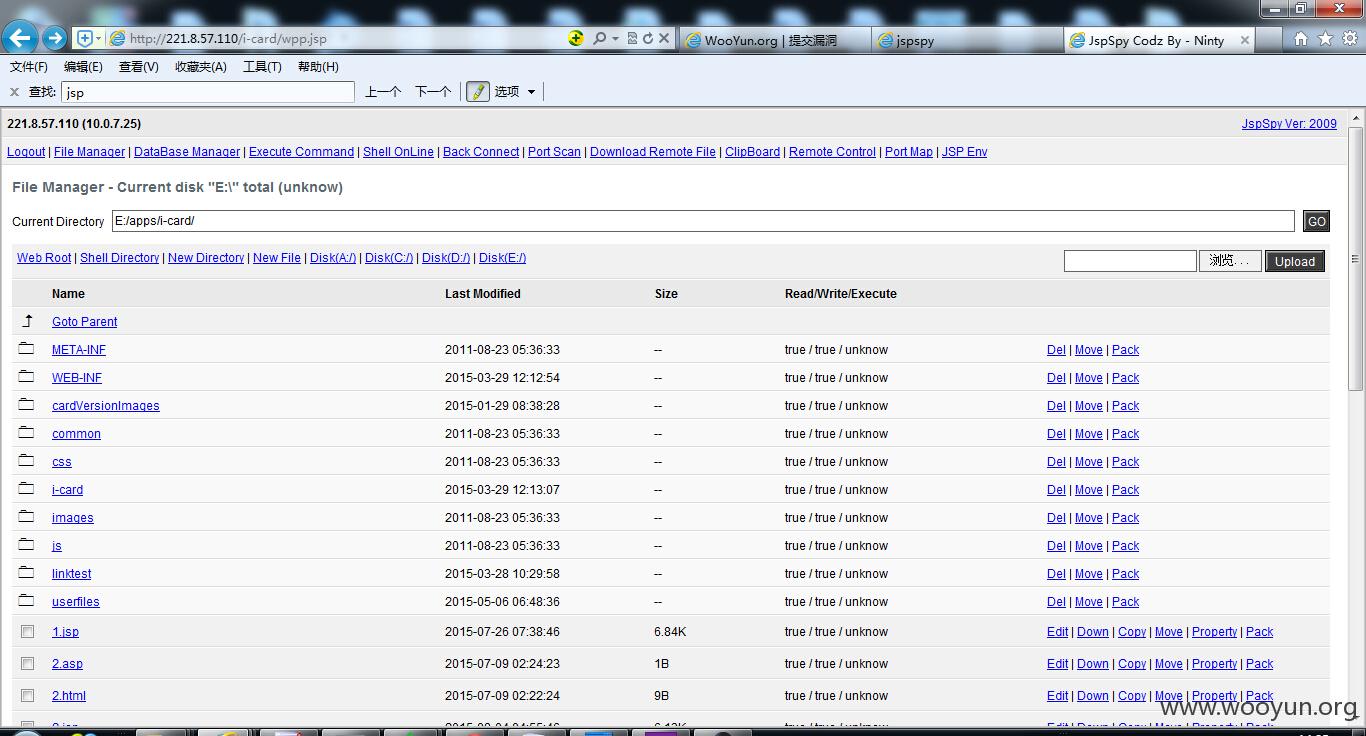 http://221.8.57.110/i-card/wpp.jsp WooYun.org | 提交漏洞 jspspy JspSpy Codz By - Ninty
文件(F) 编辑(E) 查看(V) 收藏夹(A) 工具(T) 帮助(H)
查找: jsp 上一个 下一个 选项
221.8.57.110 (10.0.7.25) JspSpy Ver: 2009
Logout | File Manager | DataBase Manager | Execute Command | Shell OnLine | Back Connect | Port Scan | Download Remote File | ClipBoard | Remote Control | Port Map | JSP Env
File Manager - Current disk "E:\" total (unknow)
Current Directory E:/apps/i-card/ GO
Web Root | Shell Directory | New Directory | New File | Disk(A:/) | Disk(C:/) | Disk(D:/) | Disk(E:/) 浏览... Upload
Name Last Modified Size Read/Write/Execute
Goto Parent
META-INF 2011-08-23 05:36:33 -- true / true / unknow Del | Move | Pack
WEB-INF 2015-03-29 12:12:54 -- true / true / unknow Del | Move | Pack
cardVersionImages 2015-01-29 08:38:28 -- true / true / unknow Del | Move | Pack
common 2011-08-23 05:36:33 -- true / true / unknow Del | Move | Pack
css 2011-08-23 05:36:33 -- true / true / unknow Del | Move | Pack
i-card 2015-03-29 12:13:07 -- true / true / unknow Del | Move | Pack
images 2011-08-23 05:36:33 -- true / true / unknow Del | Move | Pack
js 2011-08-23 05:36:33 -- true / true / unknow Del | Move | Pack
linktest 2015-03-28 10:29:58 -- true / true / unknow Del | Move | Pack
userfiles 2015-05-06 06:48:36 -- true / true / unknow Del | Move | Pack
1.jsp 2015-07-26 07:38:46 6.84K true / true / unknow Edit | Down | Copy | Move | Property | Pack
2.asp 2015-07-09 02:24:23 1B true / true / unknow Edit | Down | Copy | Move | Property | Pack
2.html 2015-07-09 02:22:24 9B true / true / unknow Edit | Down | Copy | Move | Property | Pack
www.wooyun.org